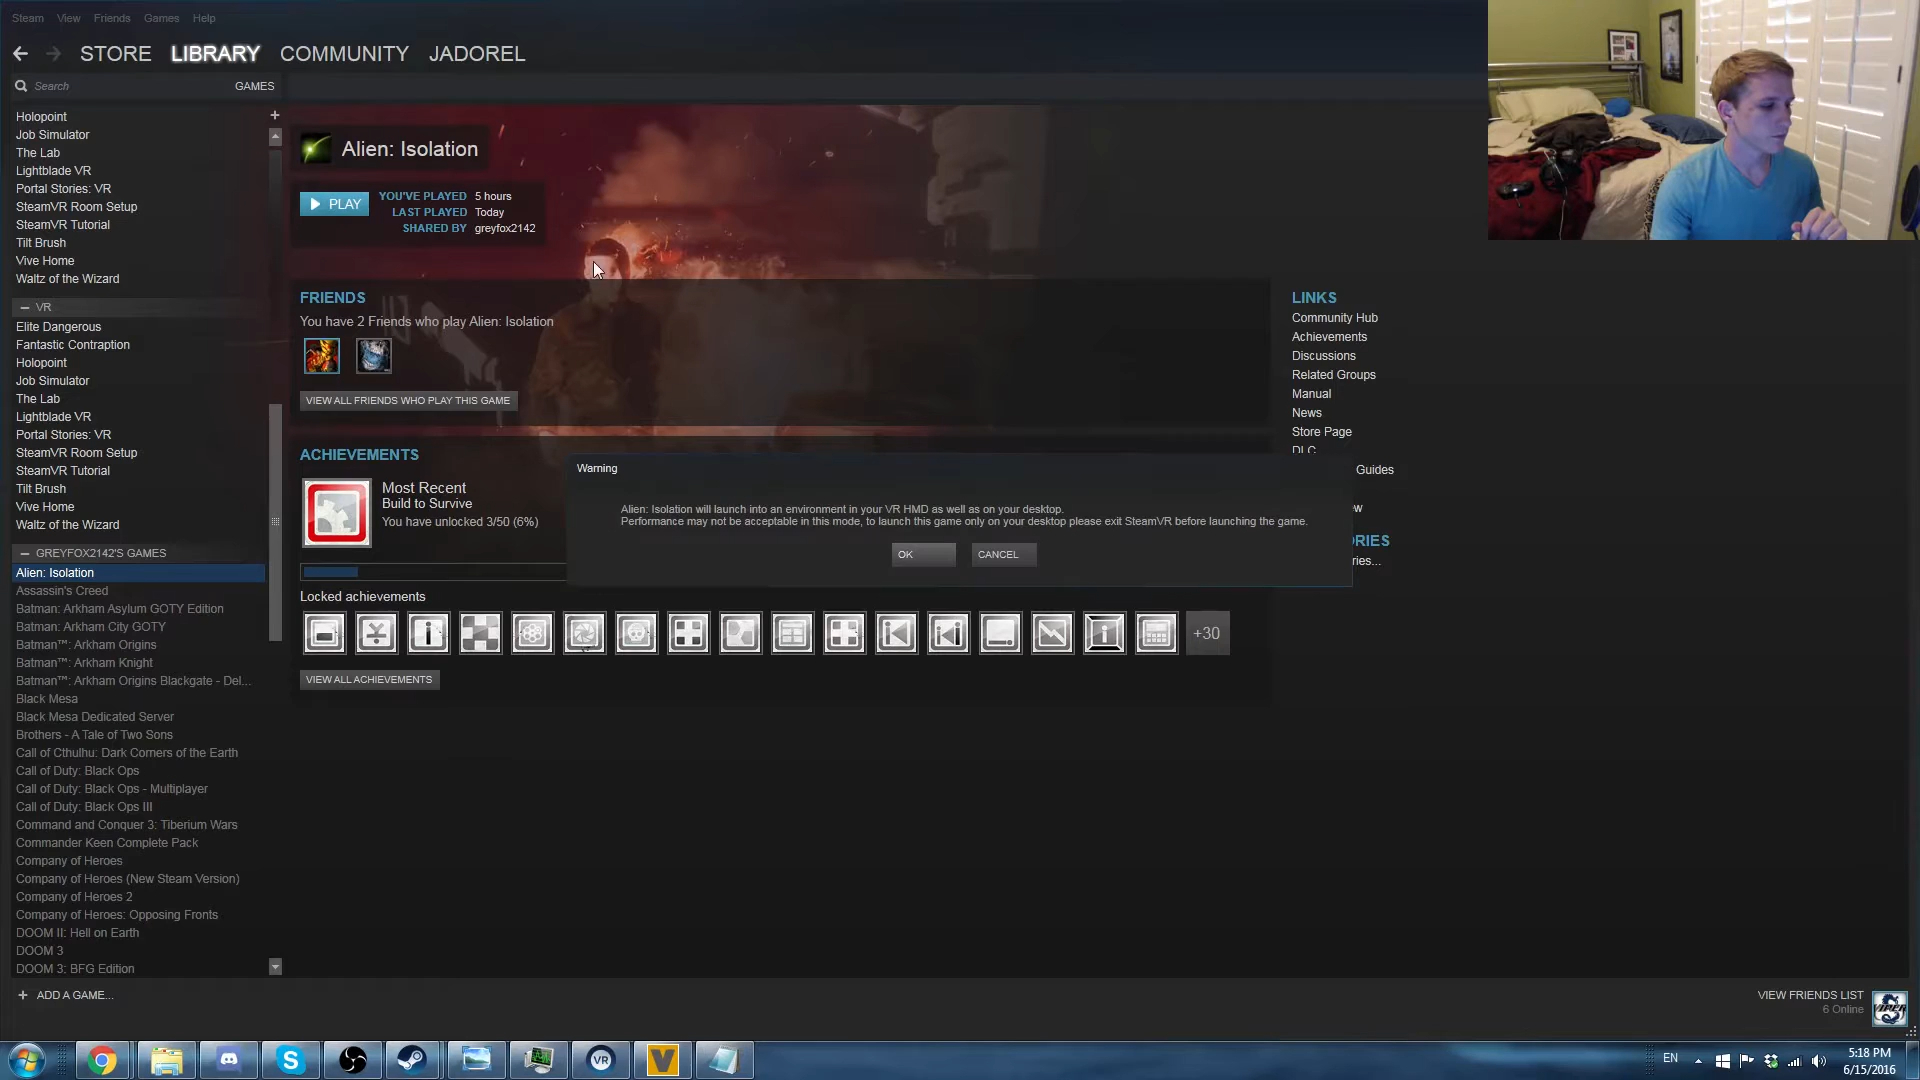 Steam View Friends Games Help
STORE LIBRARY COMMUNITY JADOREL
Search GAMES
Holopoint
Job Simulator
The Lab
Lightblade VR
Portal Stories: VR
SteamVR Room Setup
SteamVR Tutorial
Tilt Brush
Vive Home
Waltz of the Wizard
VR
Elite Dangerous
Fantastic Contraption
Holopoint
Job Simulator
The Lab
Lightblade VR
Portal Stories: VR
SteamVR Room Setup
SteamVR Tutorial
Tilt Brush
Vive Home
Waltz of the Wizard
GREYFOX2142'S GAMES
Alien: Isolation
Assassin's Creed
Batman: Arkham Asylum GOTY Edition
Batman: Arkham City GOTY
Batman™: Arkham Origins
Batman™: Arkham Knight
Batman™: Arkham Origins Blackgate - Del...
Black Mesa
Black Mesa Dedicated Server
Brothers - A Tale of Two Sons
Call of Cthulhu: Dark Corners of the Earth
Call of Duty: Black Ops
Call of Duty: Black Ops - Multiplayer
Call of Duty: Black Ops III
Command and Conquer 3: Tiberium Wars
Commander Keen Complete Pack
Company of Heroes
Company of Heroes (New Steam Version)
Company of Heroes 2
Company of Heroes: Opposing Fronts
DOOM II: Hell on Earth
DOOM 3
DOOM 3: BFG Edition
+ ADD A GAME...
Alien: Isolation
PLAY
YOU'VE PLAYED 5 hours
LAST PLAYED Today
SHARED BY greyfox2142
FRIENDS
You have 2 Friends who play Alien: Isolation
VIEW ALL FRIENDS WHO PLAY THIS GAME
ACHIEVEMENTS
Most Recent
Build to Survive
You have unlocked 3/50 (6%)
Locked achievements
+30
VIEW ALL ACHIEVEMENTS
Warning
Alien: Isolation will launch into an environment in your VR HMD as well as on your desktop.
Performance may not be acceptable in this mode, to launch this game only on your desktop please exit SteamVR before launching the game.
OK CANCEL
LINKS
Community Hub
Achievements
Discussions
Related Groups
Manual
News
Store Page
DLC
Guides
VIEW FRIENDS LIST
6 Online
VR
EN
5:18 PM
6/15/2016